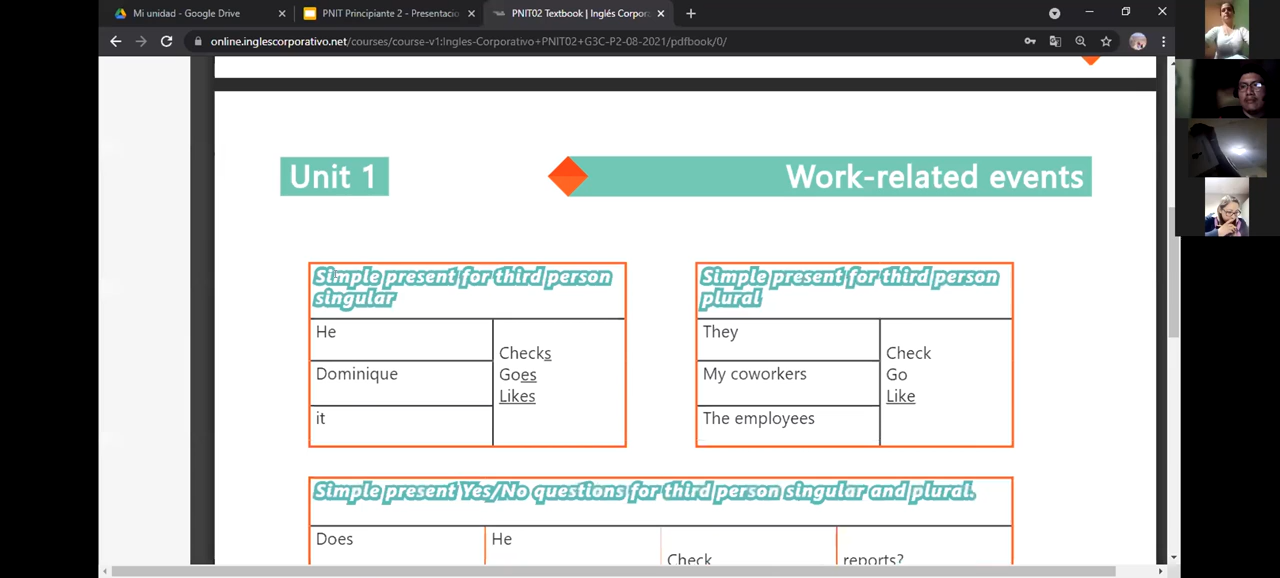 Mi unidad - Google Drive
PNIT Principiante 2 - Presentacio
PNIT02 Textbook | Inglés Corpor
online.inglescorporativo.net/courses/course-v1:Ingles-Corporativo+PNIT02+G3C-P2-08-2021/pdfbook/0/
Unit 1
Work-related events
Simple present for third person
singular
He
Dominique
it
Checks
Goes
Likes
Simple present for third person
plural
They
My coworkers
The employees
Check
Go
Like
Simple present Yes/No questions for third person singular and plural.
Does
He
Check
reports?